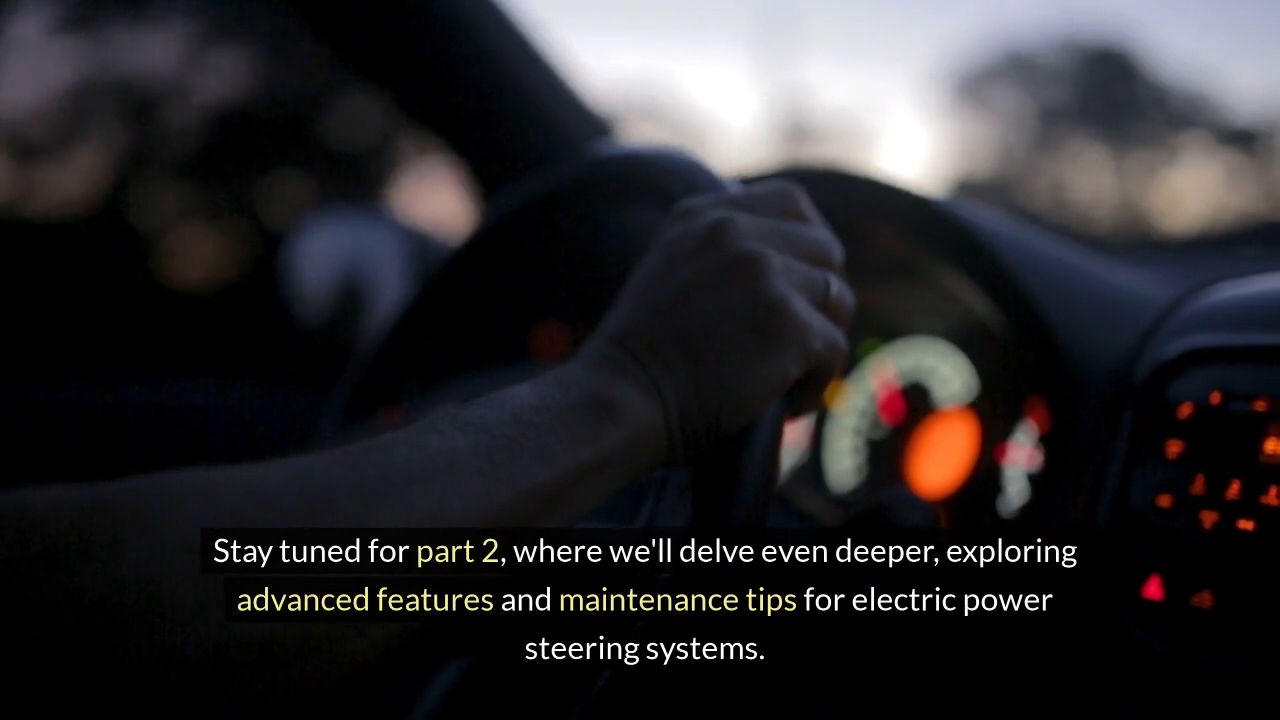 Stay tuned for part 2, where we'll delve even deeper, exploring
advanced features and maintenance tips for electric power
steering systems.